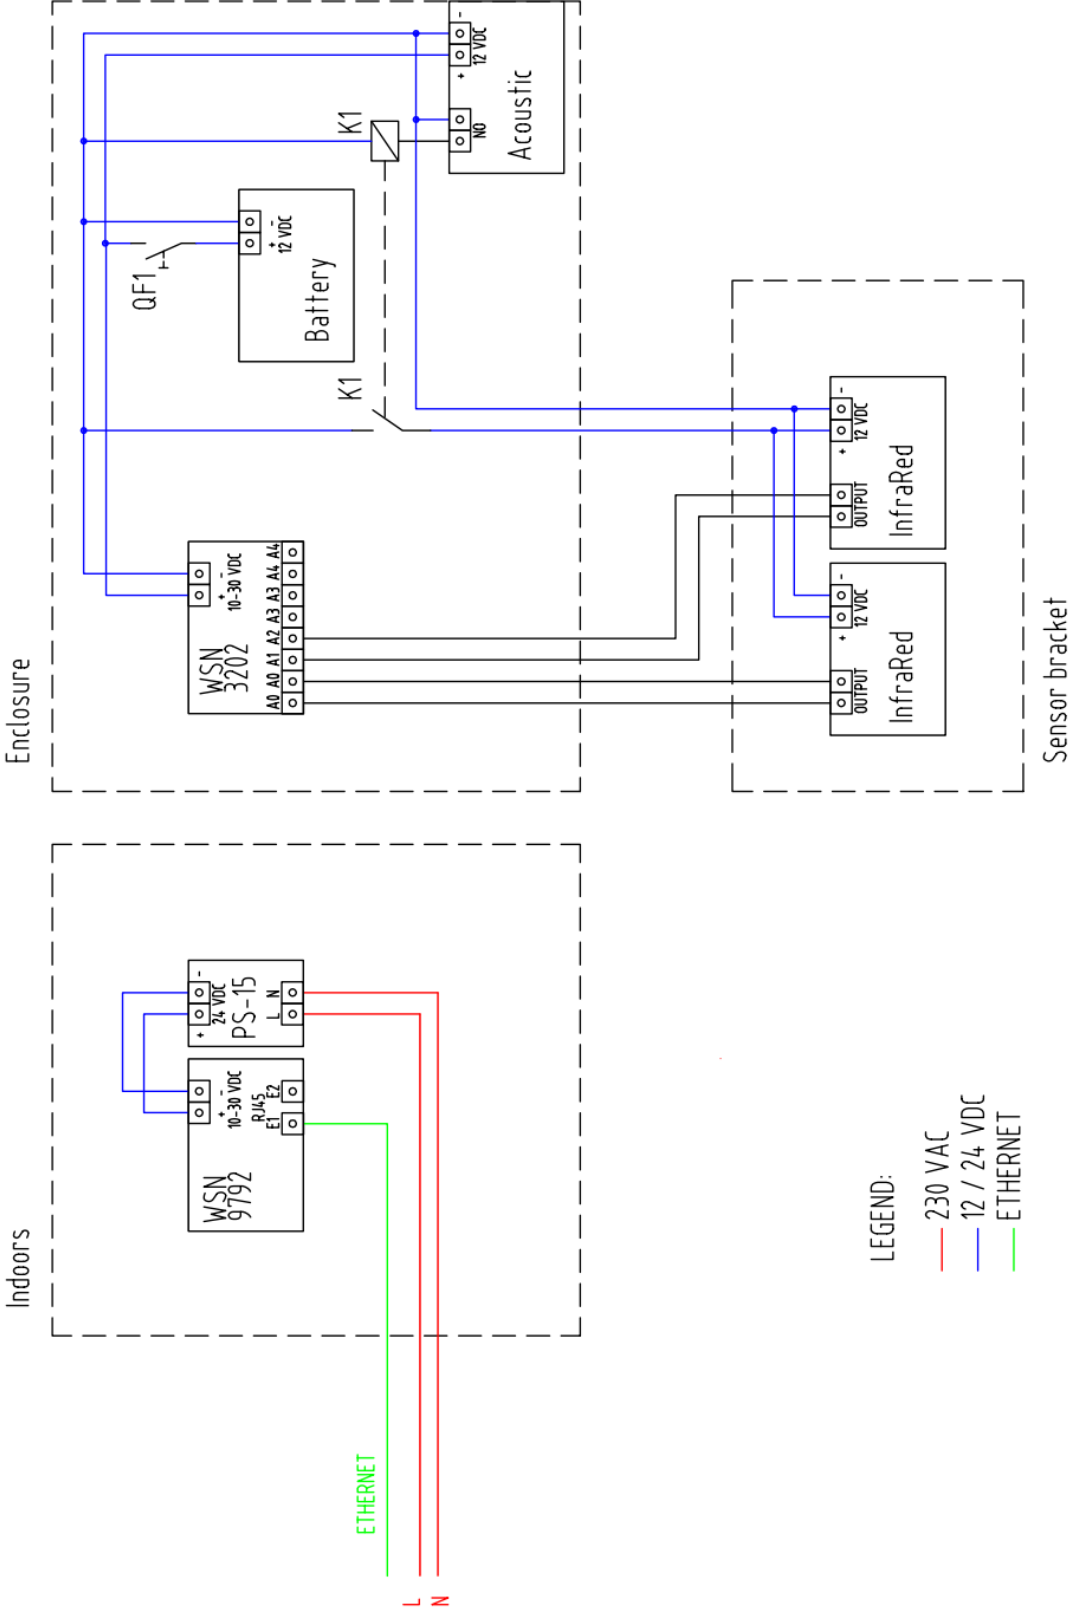 Indoors
WSN
9792
+ -
10-30 VDC
RJ45
E1 E2
+ -
24 VDC
PS-15
L N
ETHERNET
L
N
Enclosure
WSN
3202
+ -
10-30 VDC
A0 A0 A1 A2 A3 A3 A4 A4
QF1
+ -
12 VDC
Battery
K1
K1
+ -
12 VDC
NO
Acoustic
OUTPUT
+ -
12 VDC
InfraRed
OUTPUT
+ -
12 VDC
InfraRed
Sensor bracket
LEGEND:
230 VAC
12 / 24 VDC
ETHERNET